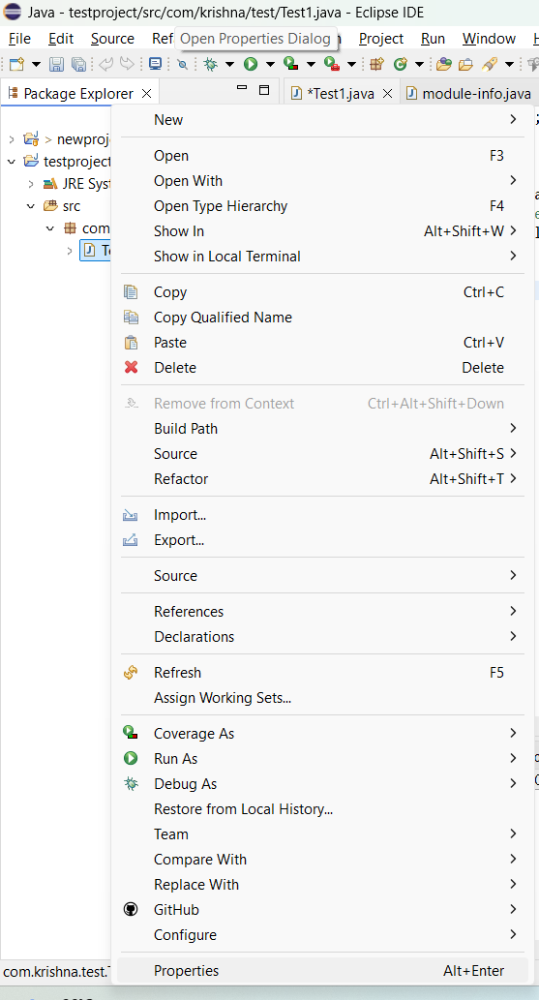 Java - testproject/src/com/krishna/test/Test1.java - Eclipse IDE
File Edit Source Ref Project Run Window
Open Properties Dialog
Package Explorer
*Test1.java
module-info.java
> newproj
testproject
JRE Sys
src
com
New
Open F3
Open With
Open Type Hierarchy F4
Show In Alt+Shift+W
Show in Local Terminal
Copy Ctrl+C
Copy Qualified Name
Paste Ctrl+V
Delete Delete
Remove from Context Ctrl+Alt+Shift+Down
Build Path
Source Alt+Shift+S
Refactor Alt+Shift+T
Import...
Export...
Source
References
Declarations
Refresh F5
Assign Working Sets...
Coverage As
Run As
Debug As
Restore from Local History...
Team
Compare With
Replace With
GitHub
Configure
com.krishna.test.
Properties Alt+Enter